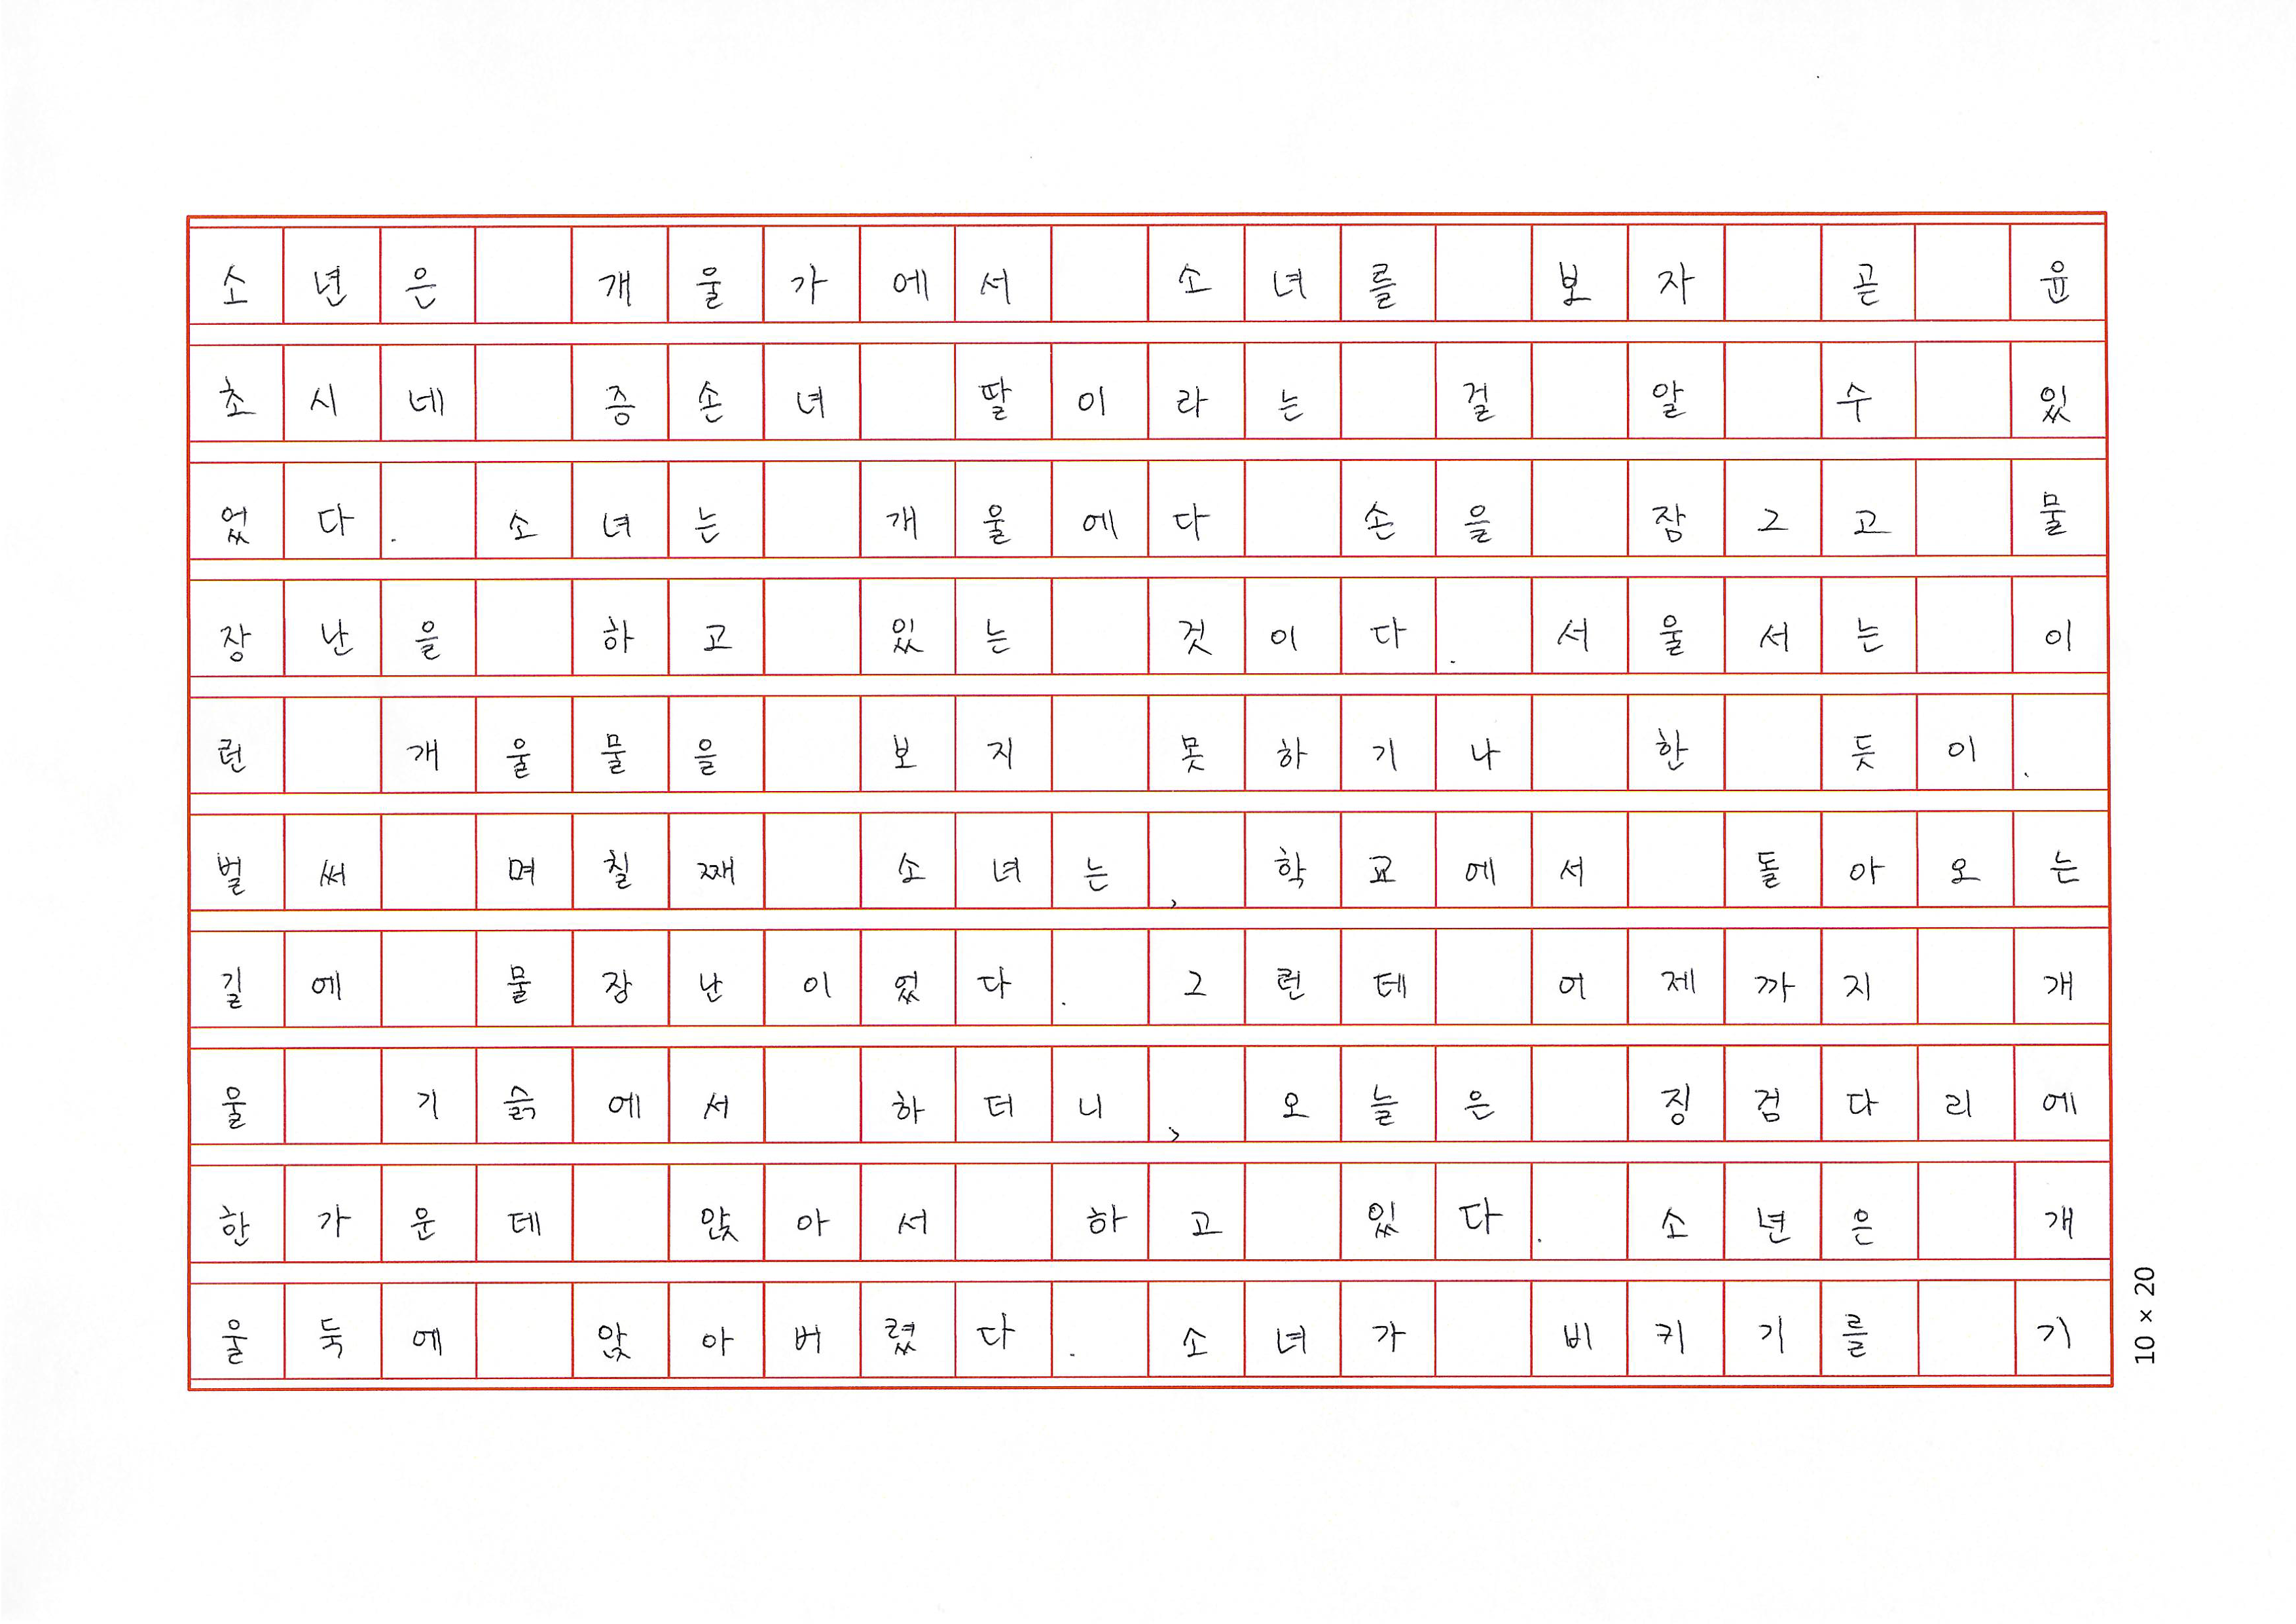 소년은 개울가에서 소녀를 보자 곧 윤
초시네 증손녀 딸이라는 걸 알 수 있
었다. 소녀는 개울에다 손을 잠그고 물
장난을 하고 있는 것이다. 서울서는 이
런 개울물을 보지 못하기나 한 듯이.
벌써 며칠째 소녀는, 학교에서 돌아오는
길에 물장난이었다. 그런데 어제까지 개
울 기슭에서 하더니, 오늘은 징검다리에
한가운데 앉아서 하고 있다. 소년은 개
울둑에 앉아버렸다. 소녀가 비키기를 기
10 × 20